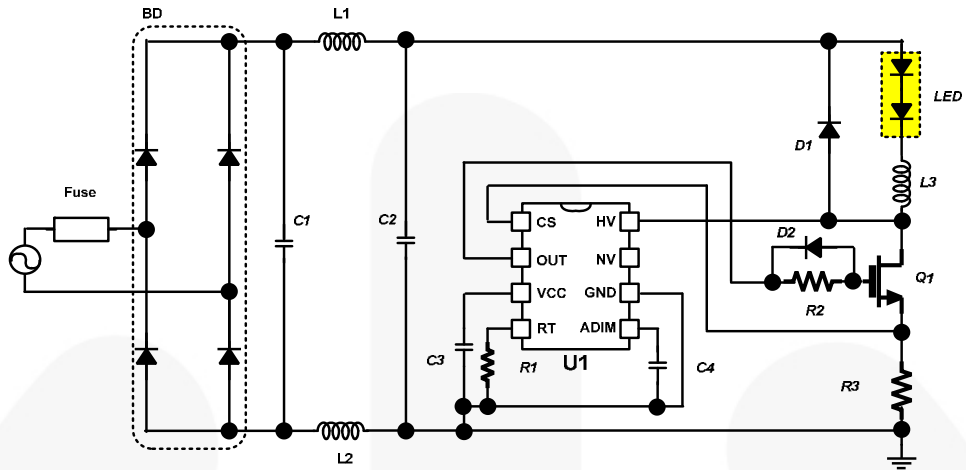 BD
L1
LED
D1
L3
Fuse
C1
C2
CS
HV
D2
OUT
NV
Q1
VCC
GND
R2
RT
ADIM
C3
R1
U1
C4
R3
L2